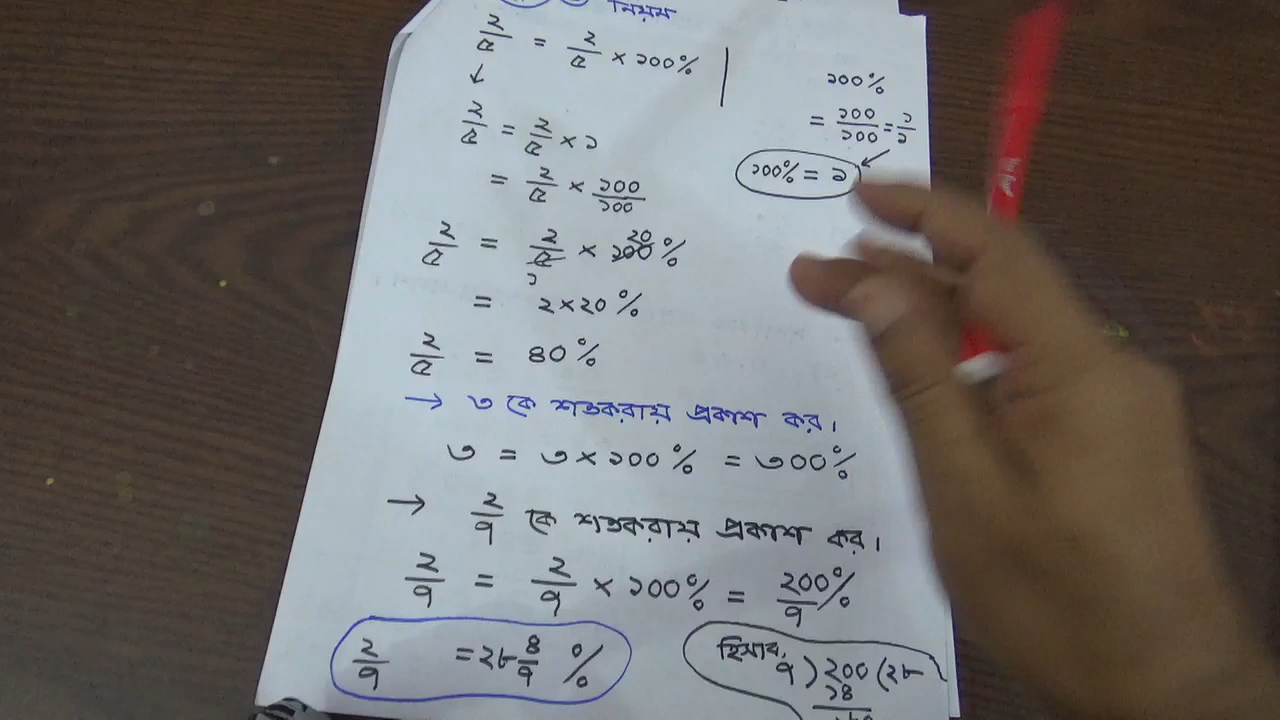 নিয়ম
২/৫ = ২/৫ × ১০০%
↓
২/৫ = ২/৫ × ১
= ২/৫ × ১০০/১০০
২/৫ = ২/৫ × ১০০% ২০
১
= ২×২০%
২/৫ = ৪০%
→ ৩ কে শতকরায় প্রকাশ কর।
৩ = ৩×১০০% = ৩০০%
→ ২/৭ কে শতকরায় প্রকাশ কর।
২/৭ = ২/৭ × ১০০% = ২০০/৭%
২/৭ = ২৮ ৪/৭ %
১০০%
= ১০০/১০০ = ১/১
১০০% = ১
হিসাব,
৭) ২০০ (২৮
১৪